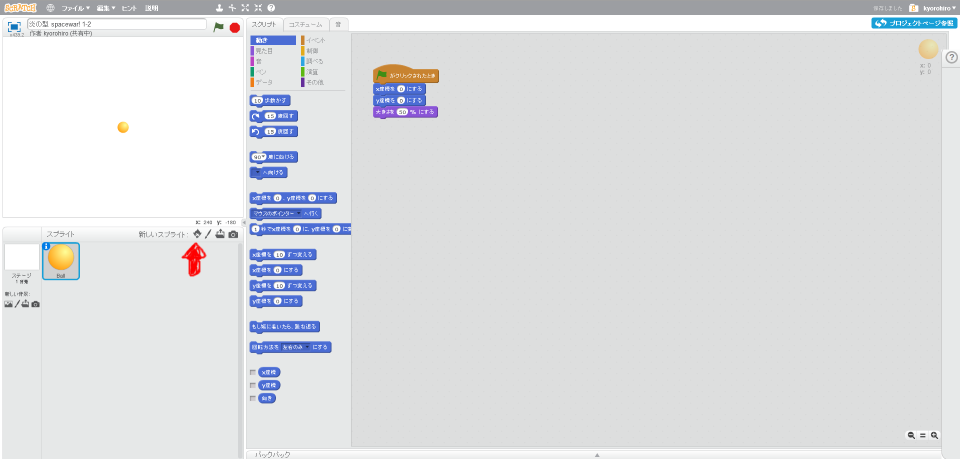 SCRATCH ファイル▼ 編集▼ ヒント 説明 kyorohiro▼
炎の型. spacewar! 1-2
作者 kyorohiro (共有中)
v439.2
プロジェクトページ参照
スクリプト コスチューム 音
動き イベント
見た目 制御
音 調べる
ペン 演算
データ その他
10 歩動かす
15 度回す
15 度回す
90▼ 度に向ける
▼ へ向ける
x座標を 0 、y座標を 0 にする
マウスのポインター ▼ へ行く
1 秒でx座標を 0 に、y座標を 0 に
x座標を 10 ずつ変える
x座標を 0 にする
y座標を 10 ずつ変える
y座標を 0 にする
もし端に着いたら、跳ね返る
回転方法を 左右のみ ▼ にする
x座標
y座標
向き
がクリックされたとき
x座標を 0 にする
y座標を 0 にする
大きさを 50 % にする
x: 0
y: 0
x: 240 y: -180
スプライト 新しいスプライト:
ステージ
1 背景
新しい背景:
Ball
バックパック